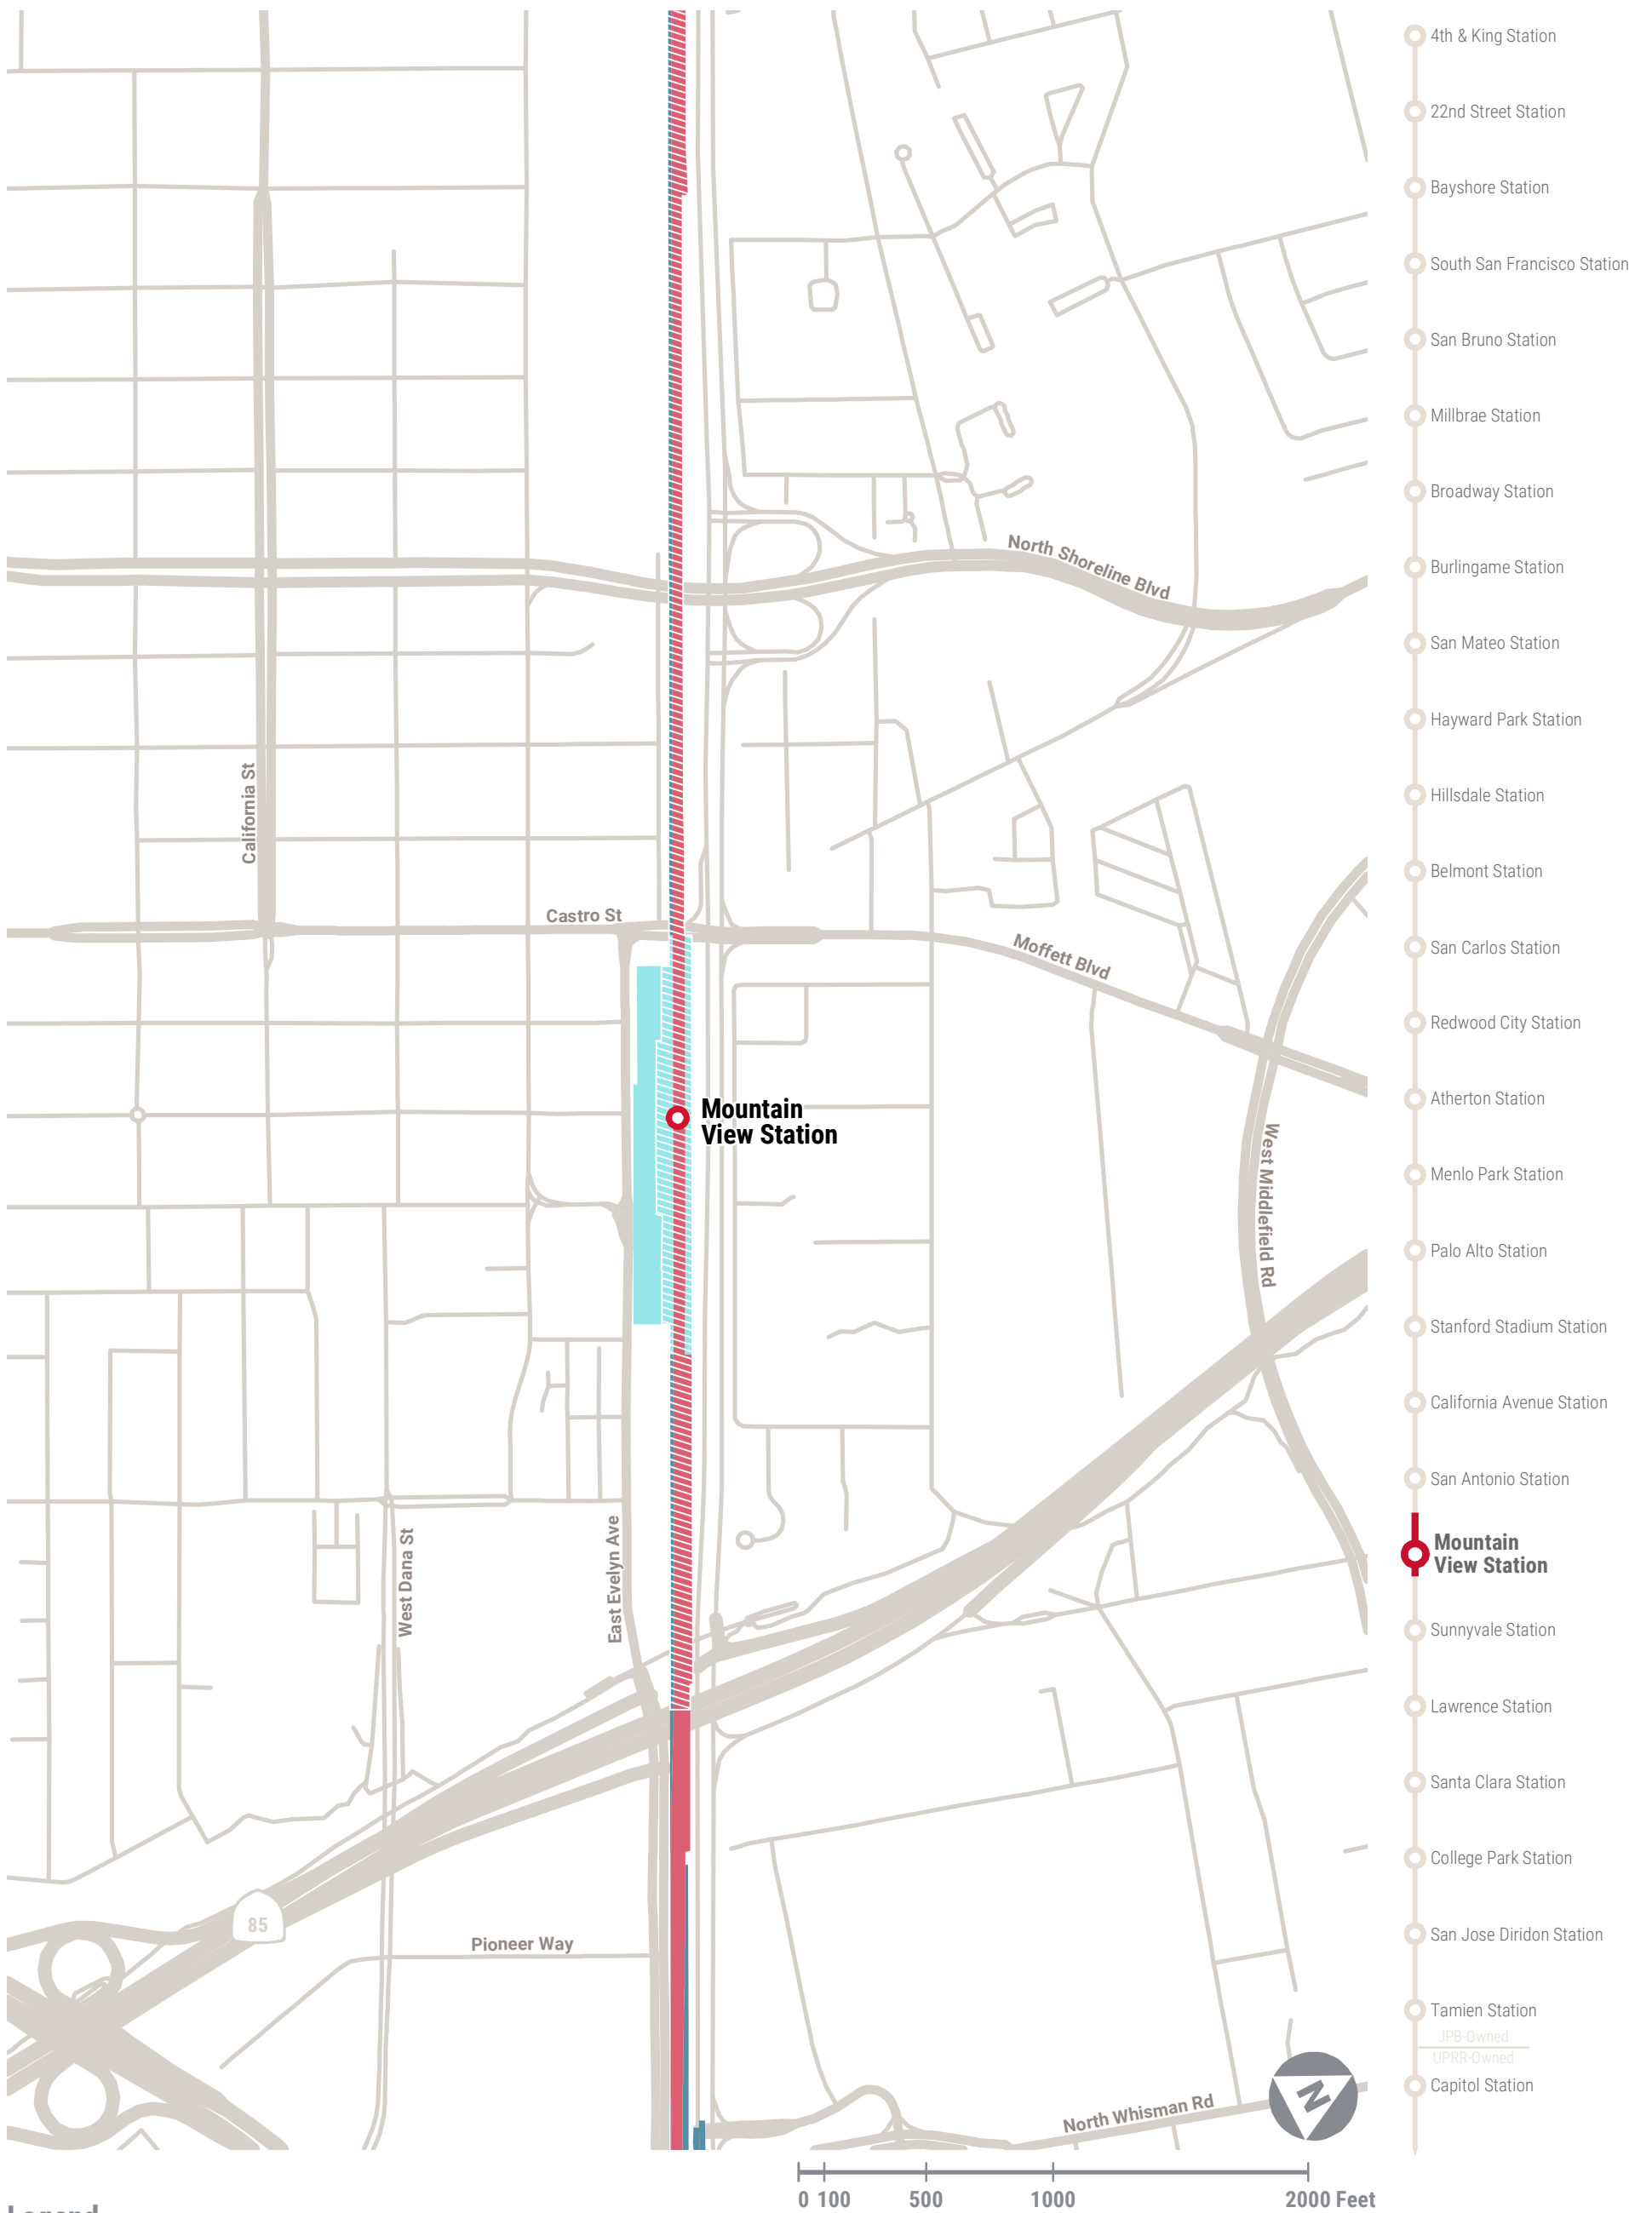 4th & King Station
22nd Street Station
Bayshore Station
South San Francisco Station
San Bruno Station
Millbrae Station
Broadway Station
North Shoreline Blvd
Burlingame Station
San Mateo Station
Hayward Park Station
California St
Hillsdale Station
Belmont Station
Castro St
Moffett Blvd
San Carlos Station
Redwood City Station
Mountain
View Station
Atherton Station
West Middlefield Rd
Menlo Park Station
Palo Alto Station
Stanford Stadium Station
California Avenue Station
San Antonio Station
West Dana St
East Evelyn Ave
Mountain
View Station
Sunnyvale Station
Lawrence Station
Santa Clara Station
College Park Station
85
Pioneer Way
San Jose Diridon Station
Tamien Station
JPB-Owned
UPRR-Owned
Capitol Station
North Whisman Rd
N
0 100 500 1000 2000 Feet
Legend